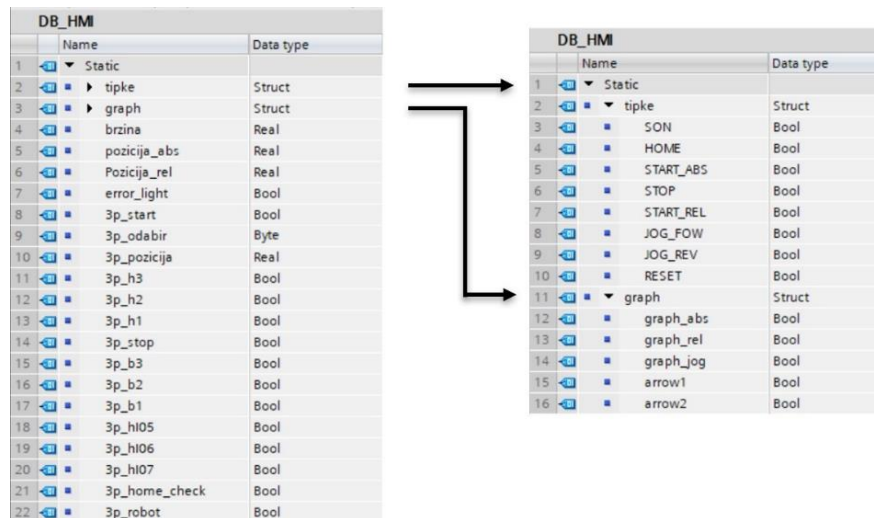 DB_HMI
Name Data type
1 Static
2 tipke Struct
3 graph Struct
4 brzina Real
5 pozicija_abs Real
6 Pozicija_rel Real
7 error_light Bool
8 3p_start Bool
9 3p_odabir Byte
10 3p_pozicija Real
11 3p_h3 Bool
12 3p_h2 Bool
13 3p_h1 Bool
14 3p_stop Bool
15 3p_b3 Bool
16 3p_b2 Bool
17 3p_b1 Bool
18 3p_hl05 Bool
19 3p_hl06 Bool
20 3p_hl07 Bool
21 3p_home_check Bool
22 3p_robot Bool
DB_HMI
Name Data type
1 Static
2 tipke Struct
3 SON Bool
4 HOME Bool
5 START_ABS Bool
6 STOP Bool
7 START_REL Bool
8 JOG_FOW Bool
9 JOG_REV Bool
10 RESET Bool
11 graph Struct
12 graph_abs Bool
13 graph_rel Bool
14 graph_jog Bool
15 arrow1 Bool
16 arrow2 Bool